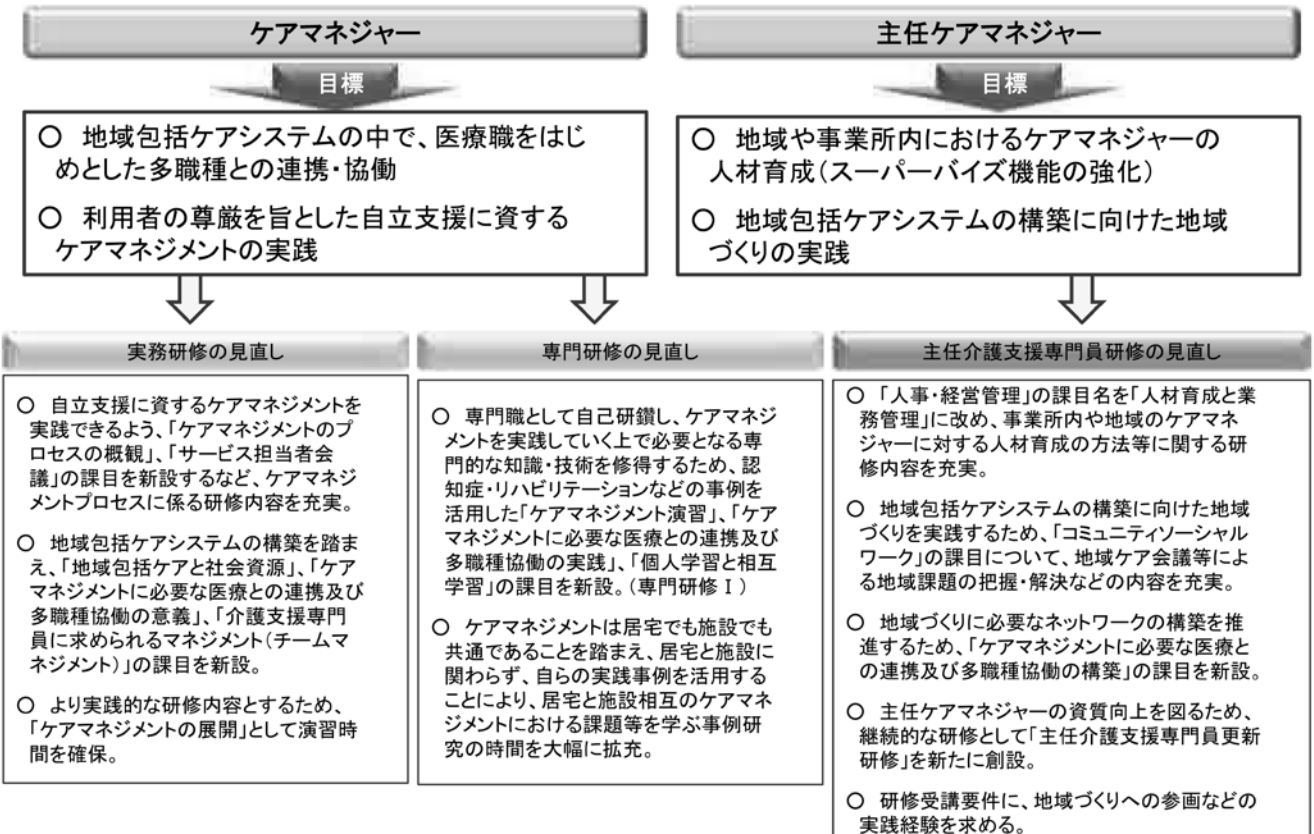 ケアマネジャー
目標
○ 地域包括ケアシステムの中で、医療職をはじ
めとした多職種との連携・協働
○ 利用者の尊厳を旨とした自立支援に資する
ケアマネジメントの実践
主任ケアマネジャー
目標
○ 地域や事業所内におけるケアマネジャーの
人材育成(スーパーバイズ機能の強化)
○ 地域包括ケアシステムの構築に向けた地域
づくりの実践
実務研修の見直し
○ 自立支援に資するケアマネジメントを
実践できるよう、「ケアマネジメントのプ
ロセスの概観」、「サービス担当者会
議」の課目を新設するなど、ケアマネジ
メントプロセスに係る研修内容を充実。
○ 地域包括ケアシステムの構築を踏ま
え、「地域包括ケアと社会資源」、「ケア
マネジメントに必要な医療との連携及び
多職種協働の意義」、「介護支援専門
員に求められるマネジメント(チームマ
ネジメント)」の課目を新設。
○ より実践的な研修内容とするため、
「ケアマネジメントの展開」として演習時
間を確保。
専門研修の見直し
○ 専門職として自己研鑽し、ケアマネジ
メントを実践していく上で必要となる専
門的な知識・技術を修得するため、認
知症・リハビリテーションなどの事例を
活用した「ケアマネジメント演習」、「ケア
マネジメントに必要な医療との連携及び
多職種協働の実践」、「個人学習と相互
学習」の課目を新設。(専門研修Ⅰ)
○ ケアマネジメントは居宅でも施設でも
共通であることを踏まえ、居宅と施設に
関わらず、自らの実践事例を活用する
ことにより、居宅と施設相互のケアマネ
ジメントにおける課題等を学ぶ事例研
究の時間を大幅に拡充。
主任介護支援専門員研修の見直し
○ 「人事・経営管理」の課目名を「人材育成と業
務管理」に改め、事業所内や地域のケアマネ
ジャーに対する人材育成の方法等に関する研
修内容を充実。
○ 地域包括ケアシステムの構築に向けた地域
づくりを実践するため、「コミュニティソーシャル
ワーク」の課目について、地域ケア会議等によ
る地域課題の把握・解決などの内容を充実。
○ 地域づくりに必要なネットワークの構築を推
進するため、「ケアマネジメントに必要な医療と
の連携及び多職種協働の構築」の課目を新設。
○ 主任ケアマネジャーの資質向上を図るため、
継続的な研修として「主任介護支援専門員更新
研修」を新たに創設。
○ 研修受講要件に、地域づくりへの参画などの
実践経験を求める。